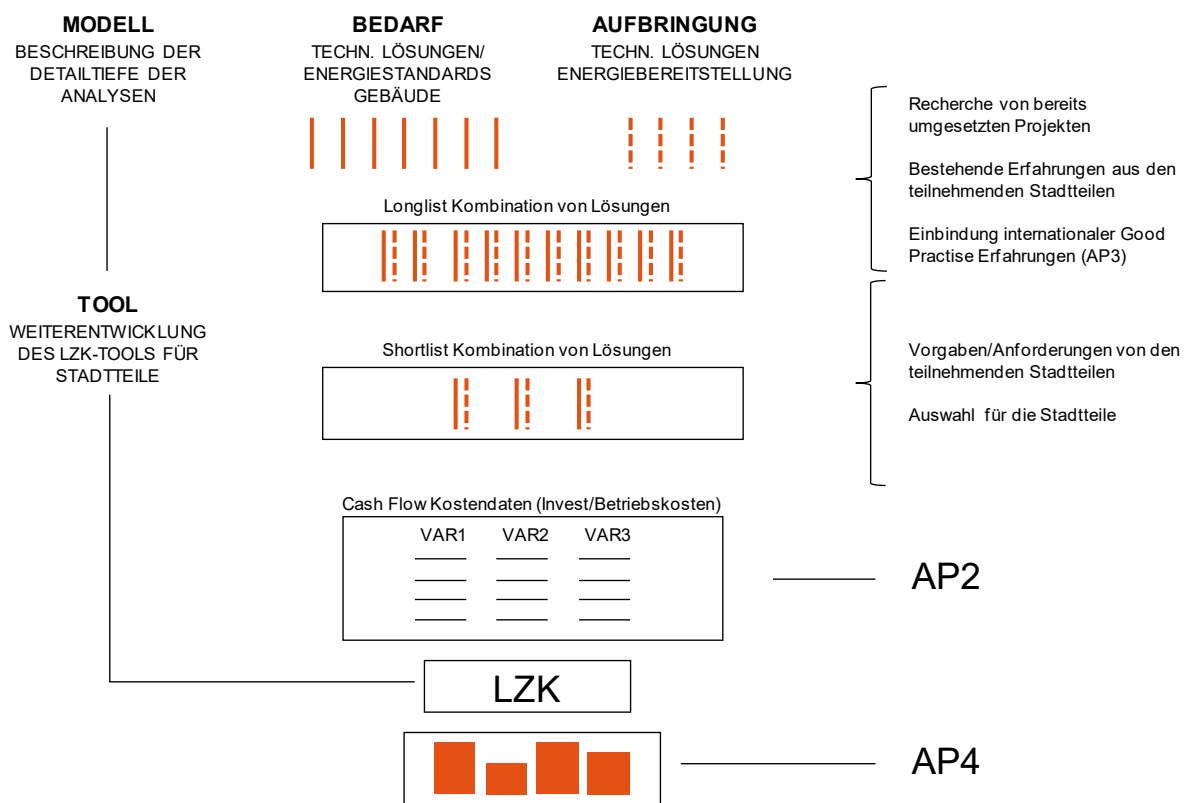 MODELL
BESCHREIBUNG DER
DETAILTIEFE DER
ANALYSEN
BEDARF
TECHN. LÖSUNGEN/
ENERGIESTANDARDS
GEBÄUDE
AUFBRINGUNG
TECHN. LÖSUNGEN
ENERGIEBEREITSTELLUNG
Recherche von bereits
umgesetzten Projekten
Bestehende Erfahrungen aus den
teilnehmenden Stadtteilen
Einbindung internationaler Good
Practise Erfahrungen (AP3)
Longlist Kombination von Lösungen
TOOL
WEITERENTWICKLUNG
DES LZK-TOOLS FÜR
STADTTEILE
Shortlist Kombination von Lösungen
Vorgaben/Anforderungen von den
teilnehmenden Stadtteilen
Auswahl für die Stadtteile
Cash Flow Kostendaten (Invest/Betriebskosten)
VAR1 VAR2 VAR3
AP2
LZK
AP4